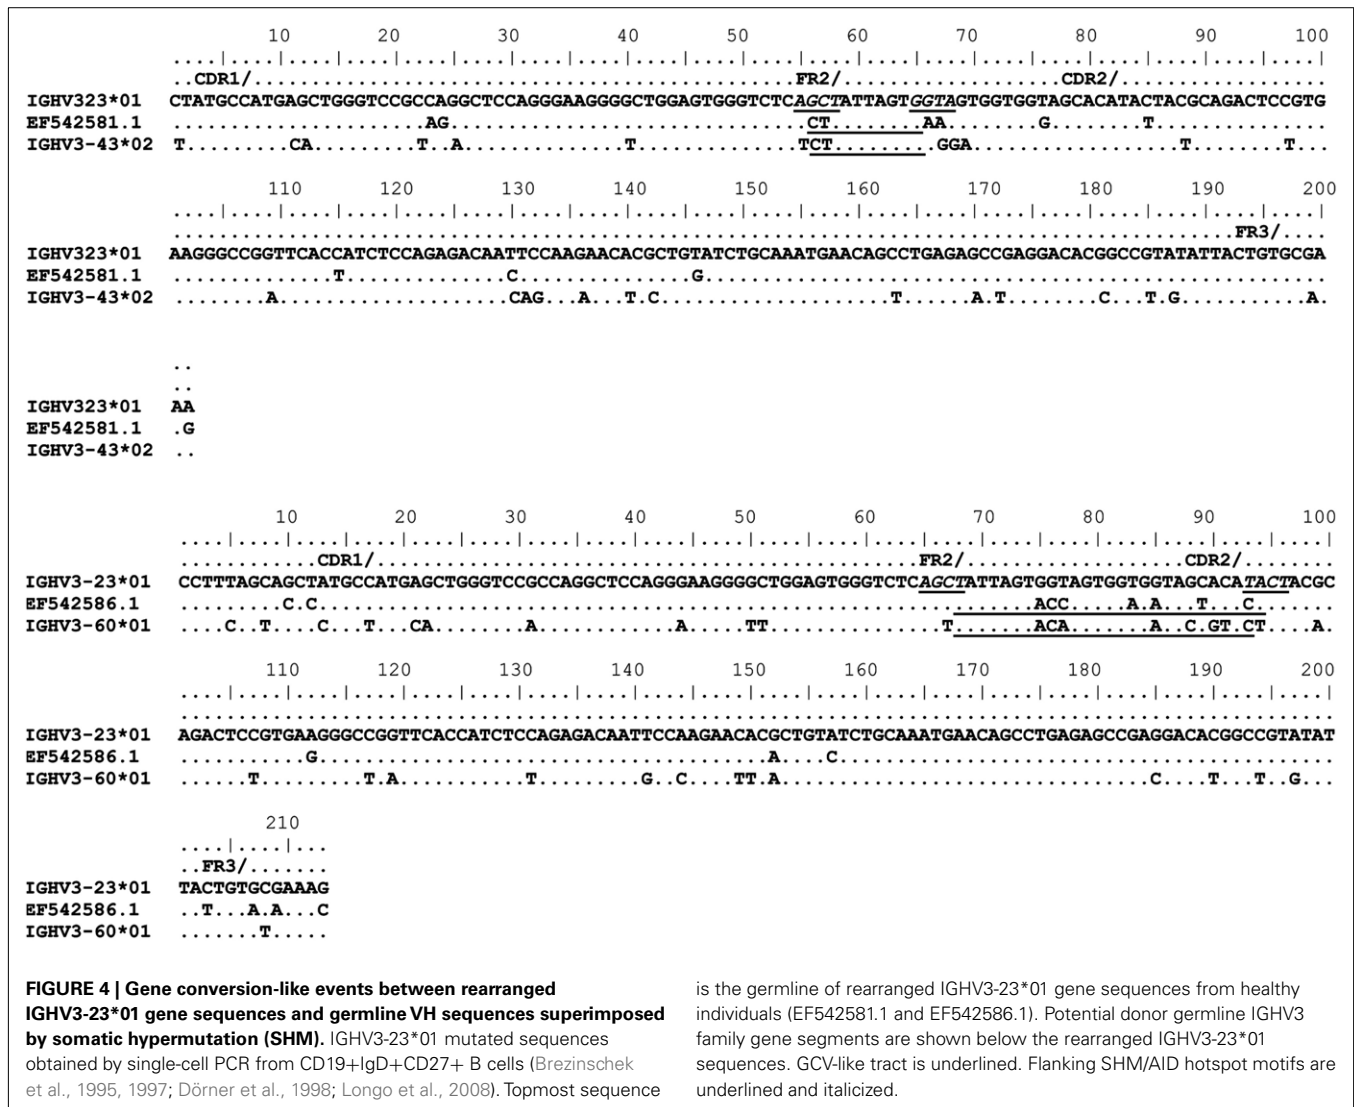 10 20 30 40 50 60 70 80 90 100
....|....|....|....|....|....|....|....|....|....|....|....|....|....|....|....|....|....|....|....|
..CDR1/...............................................FR2/...................CDR2/..................
IGHV323*01 CTATGCCATGAGCTGGGTCCGCCAGGCTCCAGGGAAGGGGCTGGAGTGGGTCTCAGCTATTAGTGGTAGTGGTGGTAGCACATACTACGCAGACTCCGTG
EF542581.1 ......................AG...............................CT........AA........G........T...............
IGHV3-43*02 T.........CA.........T..A..............T..............TCT.........GGA..................T........T...
110 120 130 140 150 160 170 180 190 200
....|....|....|....|....|....|....|....|....|....|....|....|....|....|....|....|....|....|....|....|
............................................................................................FR3/....
IGHV323*01 AAGGGCCGGTTCACCATCTCCAGAGACAATTCCAAGAACACGCTGTATCTGCAAATGAACAGCCTGAGAGCCGAGGACACGGCCGTATATTACTGTGCGA
EF542581.1 ..............T..............C...............G......................................................
IGHV3-43*02 ........A....................CAG...A...T.C....................T......A.T........C...T.G...........A.
..
..
IGHV323*01 AA
EF542581.1 .G
IGHV3-43*02 ..
10 20 30 40 50 60 70 80 90 100
....|....|....|....|....|....|....|....|....|....|....|....|....|....|....|....|....|....|....|....|
............CDR1/...............................................FR2/...................CDR2/........
IGHV3-23*01 CCTTTAGCAGCTATGCCATGAGCTGGGTCCGCCAGGCTCCAGGGAAGGGGCTGGAGTGGGTCTCAGCTATTAGTGGTAGTGGTGGTAGCACATACTACGC
EF542586.1 .........C.C..............................................................ACC.....A.A...T...C.......
IGHV3-60*01 ....C..T....C...T...CA........A............A.....TT...............T.......ACA.......A..C.GT.CT....A.
110 120 130 140 150 160 170 180 190 200
....|....|....|....|....|....|....|....|....|....|....|....|....|....|....|....|....|....|....|....|
....................................................................................................
IGHV3-23*01 AGACTCCGTGAAGGGCCGGTTCACCATCTCCAGAGACAATTCCAAGAACACGCTGTATCTGCAAATGAACAGCCTGAGAGCCGAGGACACGGCCGTATAT
EF542586.1 ...........G.......................................A....C...........................................
IGHV3-60*01 ......T.........T.A...........T.........G..C....TT.A................................C....T...T..G...
210
....|....|...
..FR3/.......
IGHV3-23*01 TACTGTGCGAAAG
EF542586.1 ..T...A.A...C
IGHV3-60*01 .......T.....
FIGURE 4 | Gene conversion-like events between rearranged
IGHV3-23*01 gene sequences and germline VH sequences superimposed
by somatic hypermutation (SHM). IGHV3-23*01 mutated sequences
obtained by single-cell PCR from CD19+IgD+CD27+ B cells (Brezinschek
et al., 1995, 1997; Dörner et al., 1998; Longo et al., 2008). Topmost sequence
is the germline of rearranged IGHV3-23*01 gene sequences from healthy
individuals (EF542581.1 and EF542586.1). Potential donor germline IGHV3
family gene segments are shown below the rearranged IGHV3-23*01
sequences. GCV-like tract is underlined. Flanking SHM/AID hotspot motifs are
underlined and italicized.